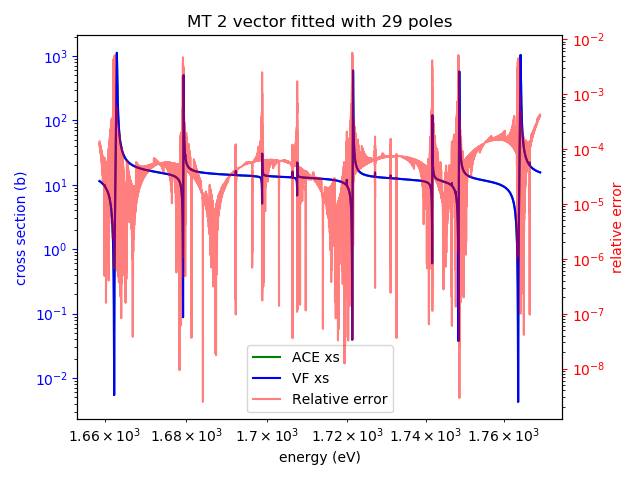 MT 2 vector fitted with 29 poles
cross section (b)
10³
10²
10¹
10⁰
10⁻¹
10⁻²
10⁻²
10⁻³
10⁻⁴
10⁻⁵
10⁻⁶
10⁻⁷
10⁻⁸
relative error
ACE xs
VF xs
Relative error
1.66×10³ 1.68×10³ 1.7×10³ 1.72×10³ 1.74×10³ 1.76×10³
energy (eV)